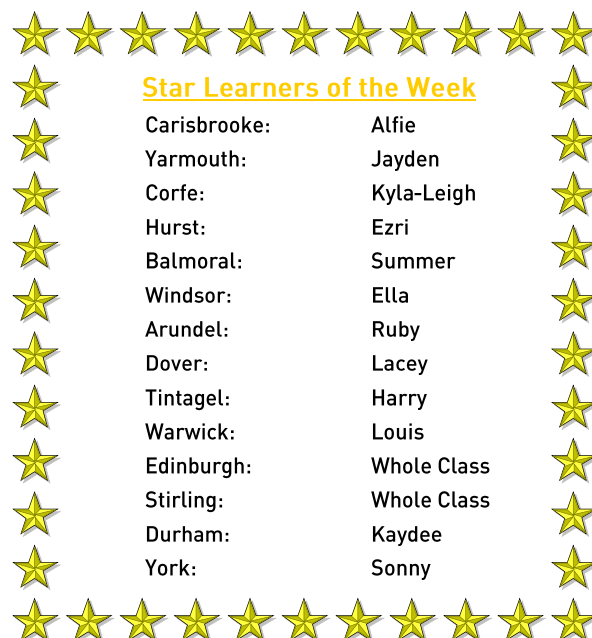 Star Learners of the Week
Carisbrooke: Alfie
Yarmouth: Jayden
Corfe: Kyla-Leigh
Hurst: Ezri
Balmoral: Summer
Windsor: Ella
Arundel: Ruby
Dover: Lacey
Tintagel: Harry
Warwick: Louis
Edinburgh: Whole Class
Stirling: Whole Class
Durham: Kaydee
York: Sonny